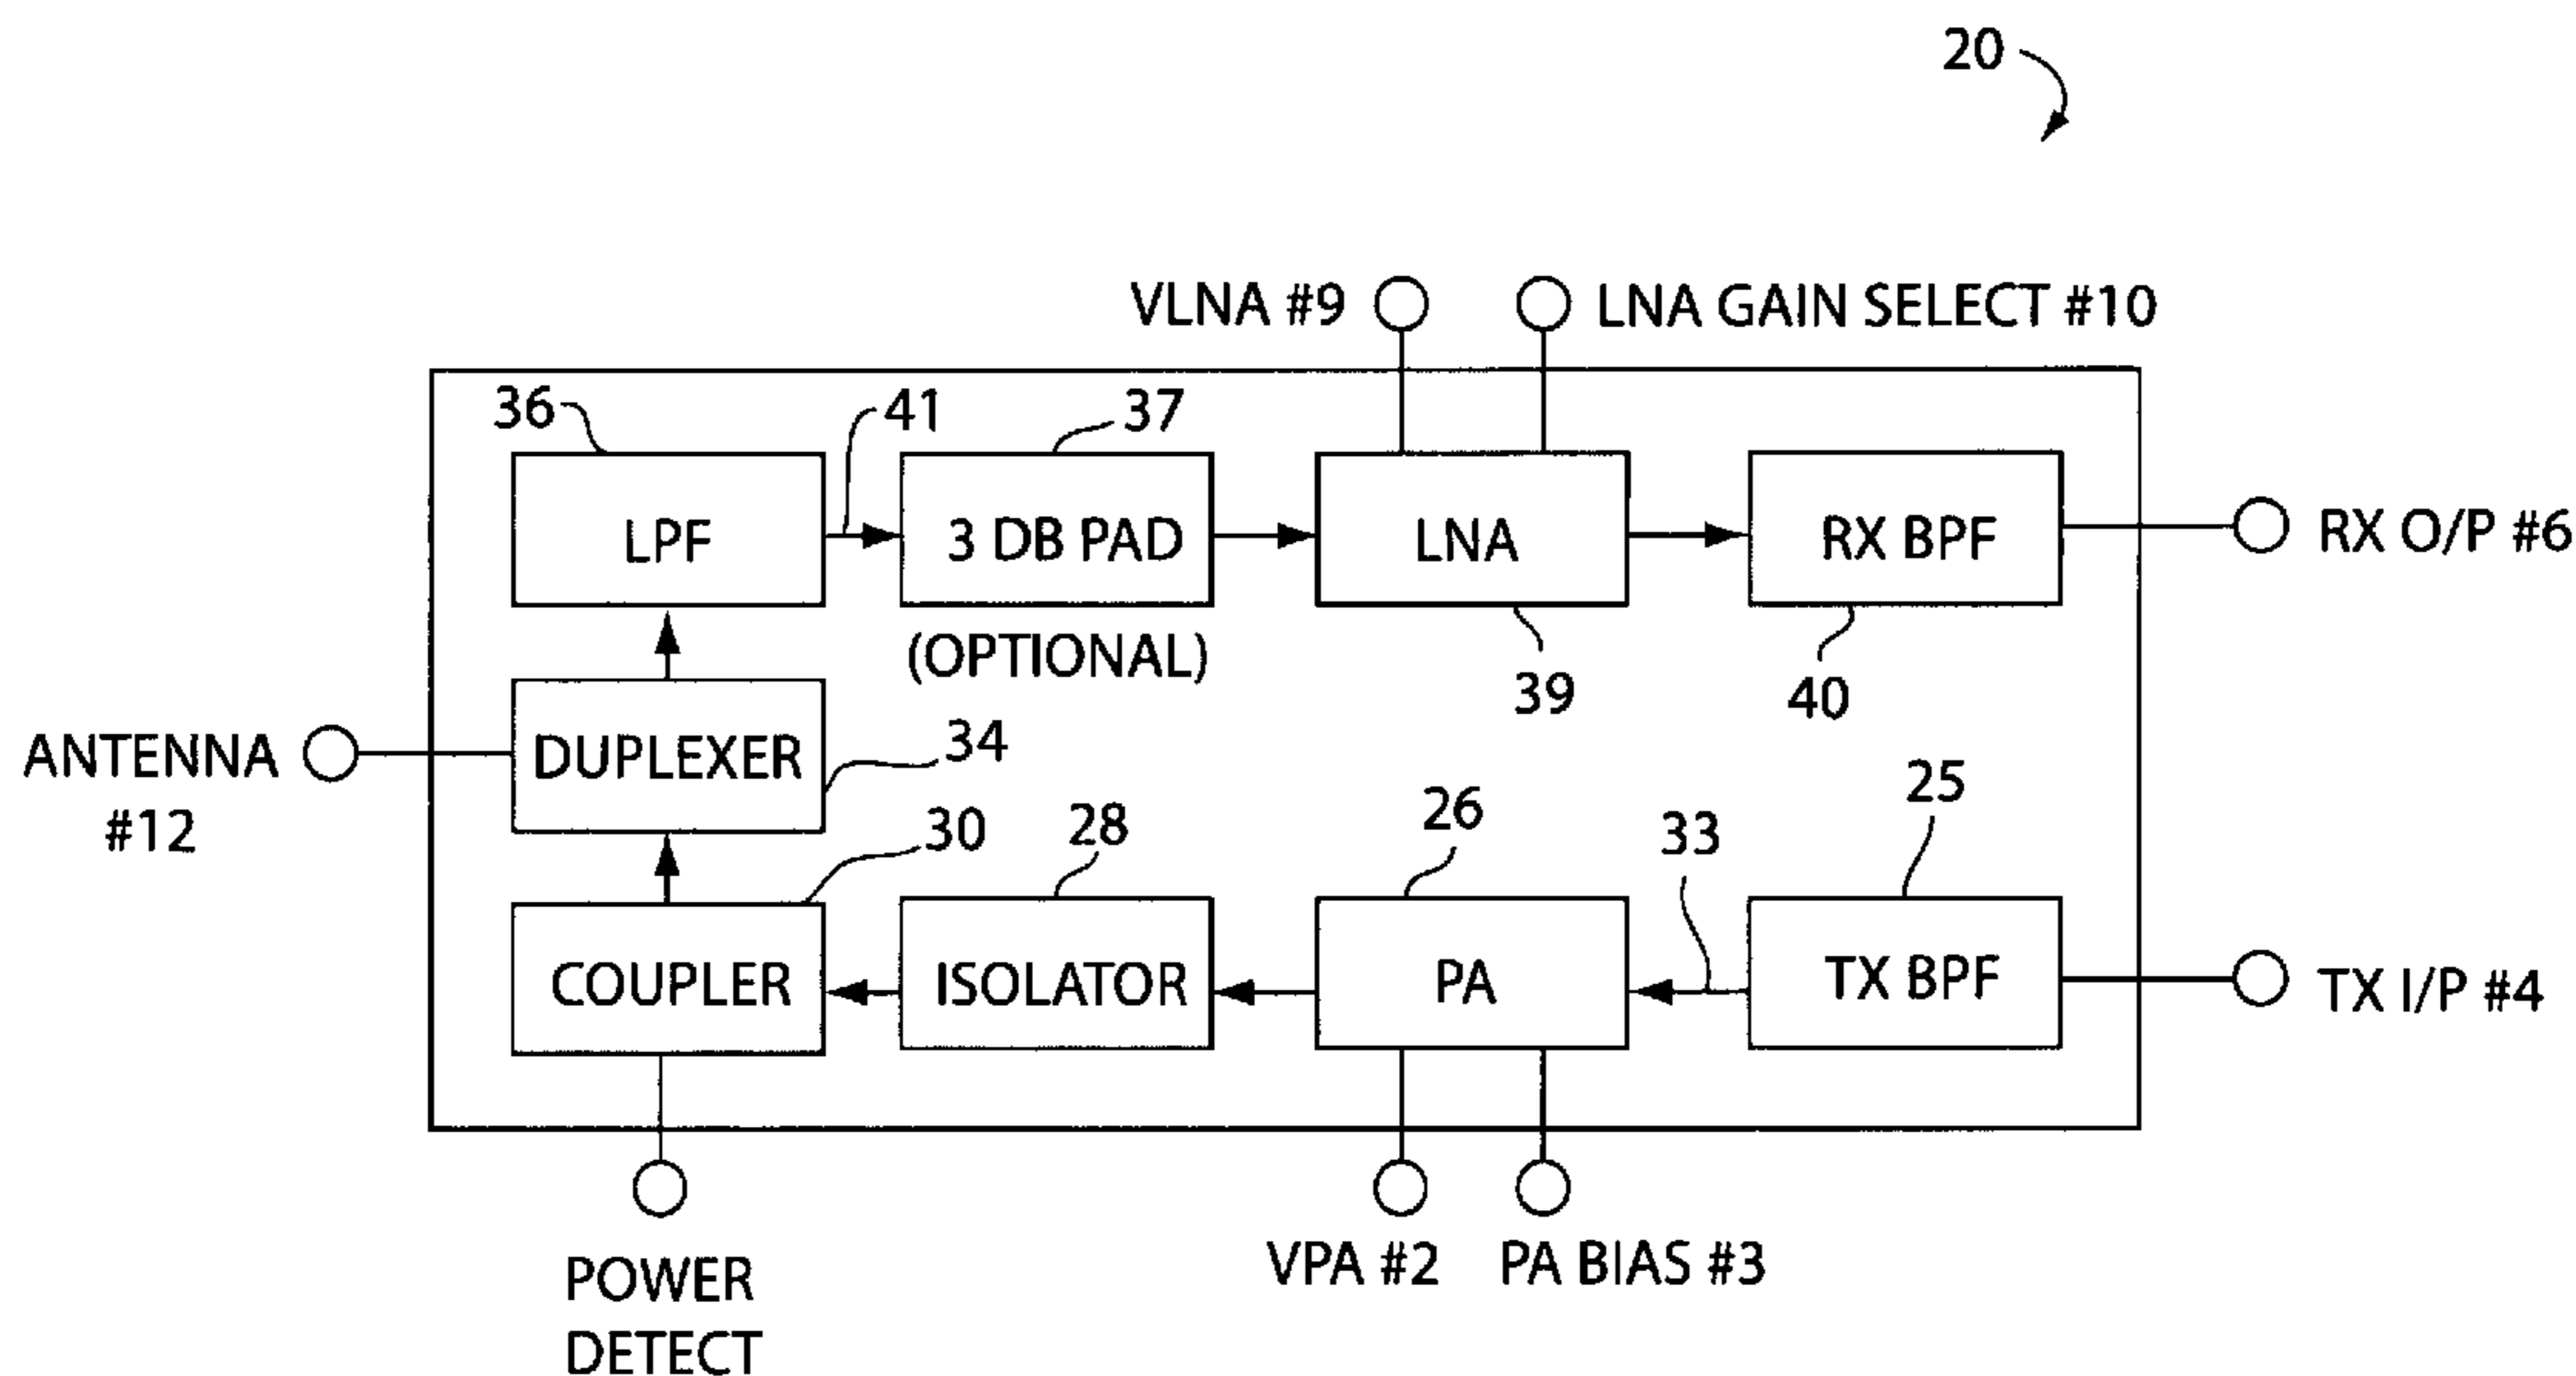 20
VLNA #9
LNA GAIN SELECT #10
36
41
37
LPF
3 DB PAD
LNA
RX BPF
RX O/P #6
(OPTIONAL)
39
40
ANTENNA
#12
DUPLEXER
34
30
28
26
33
25
COUPLER
ISOLATOR
PA
TX BPF
TX I/P #4
POWER
DETECT
VPA #2
PA BIAS #3